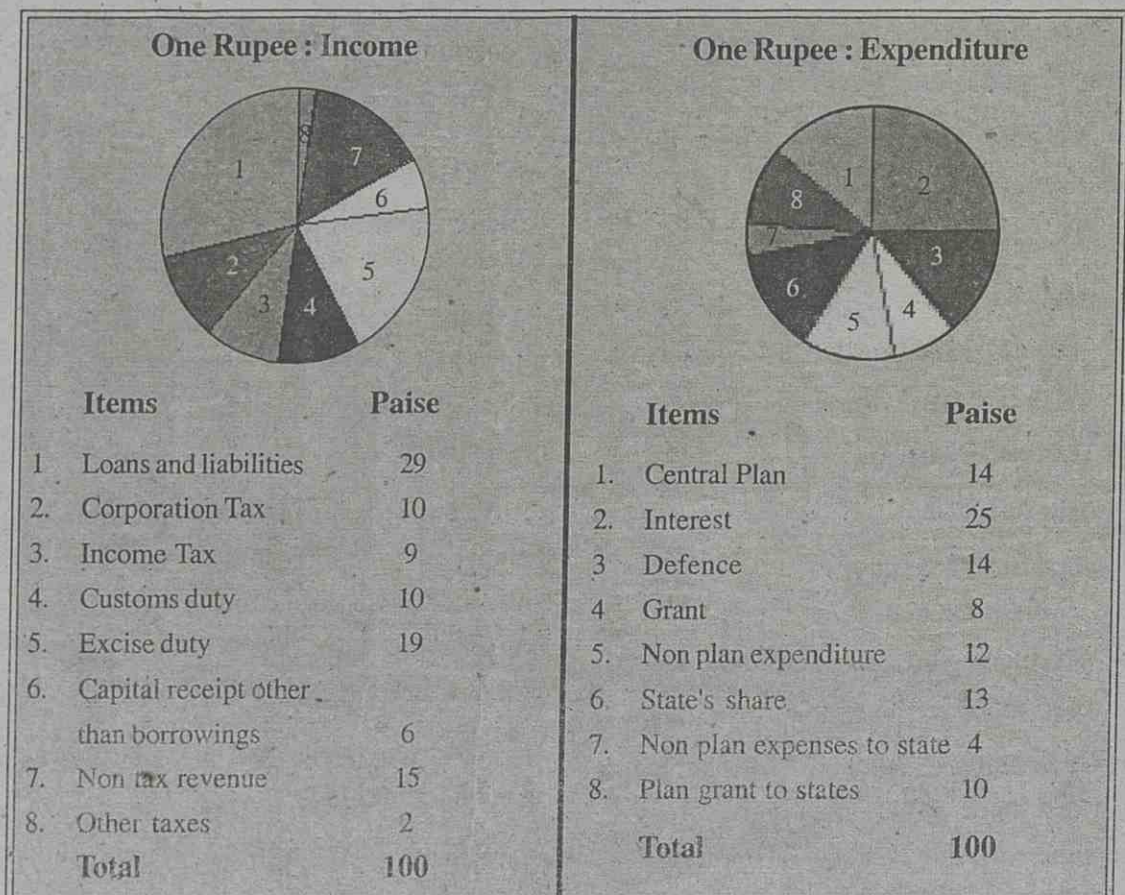 One Rupee : Income
8
7
1
6
5
2
3
4
Items Paise
1 Loans and liabilities 29
2. Corporation Tax 10
3. Income Tax 9
4. Customs duty 10
5. Excise duty 19
6. Capital receipt other
than borrowings 6
7. Non tax revenue 15
8. Other taxes 2
Total 100
One Rupee : Expenditure
1
2
8
7
3
6
5
4
Items Paise
1. Central Plan 14
2. Interest 25
3 Defence 14
4 Grant 8
5. Non plan expenditure 12
6. State's share 13
7. Non plan expenses to state 4
8. Plan grant to states 10
Total 100